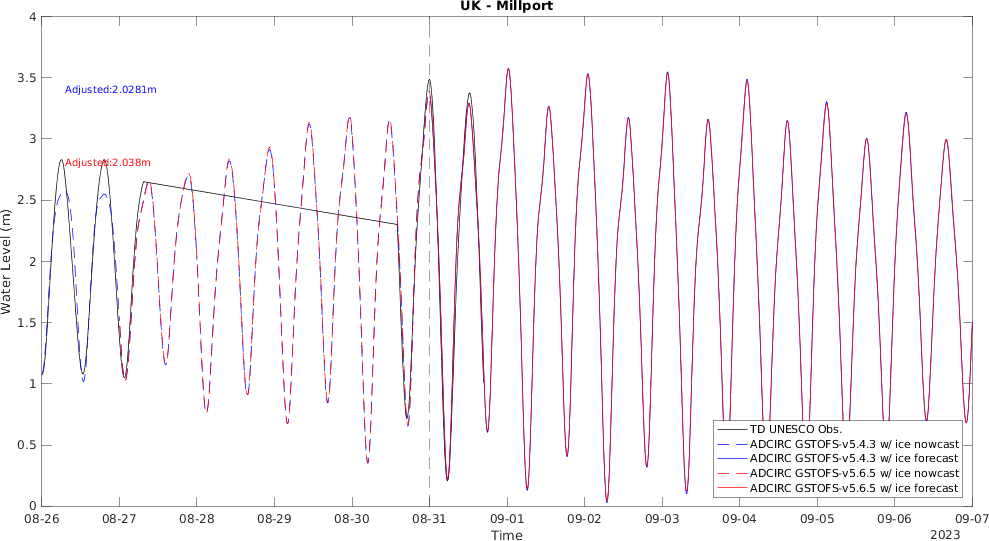 UK - Millport
4
3.5
3
2.5
2
1.5
1
0.5
0
Water Level (m)
Adjusted:2.0281m
Adjusted:2.038m
TD UNESCO Obs.
ADCIRC GSTOFS-v5.4.3 w/ ice nowcast
ADCIRC GSTOFS-v5.4.3 w/ ice forecast
ADCIRC GSTOFS-v5.6.5 w/ ice nowcast
ADCIRC GSTOFS-v5.6.5 w/ ice forecast
08-26 08-27 08-28 08-29 08-30 08-31 09-01 09-02 09-03 09-04 09-05 09-06 09-07
Time
2023